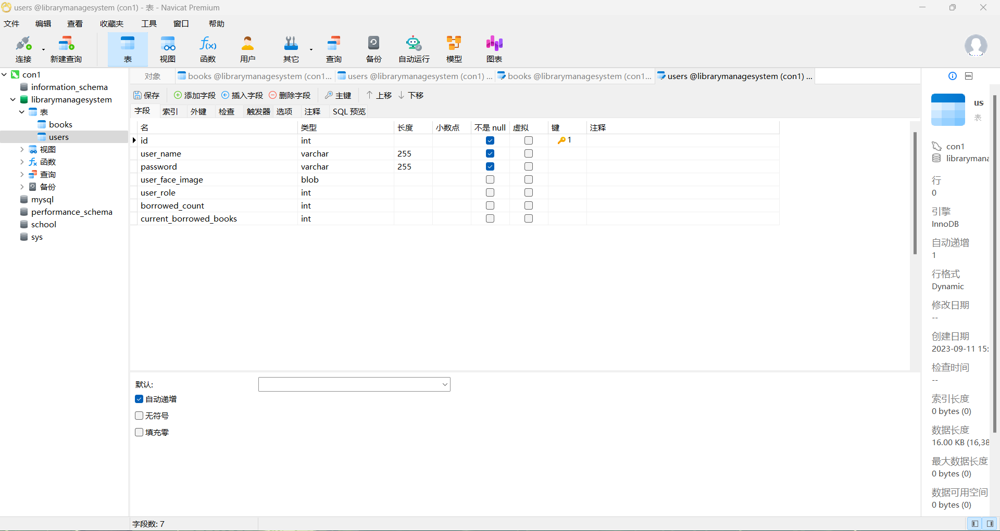 users @librarymanagesystem (con1) - 表 - Navicat Premium
文件 编辑 查看 收藏夹 工具 窗口 帮助
连接 新建查询 表 视图 函数 用户 其它 查询 备份 自动运行 模型 图表
con1
information_schema
librarymanagesystem
表
books
users
视图
函数
查询
备份
mysql
performance_schema
school
sys
对象 books @librarymanagesystem (con1... users @librarymanagesystem (con1) ... books @librarymanagesystem (con1... users @librarymanagesystem (con1) ...
保存 添加字段 插入字段 删除字段 主键 上移 下移
字段 索引 外键 检查 触发器 选项 注释 SQL 预览
名 类型 长度 小数点 不是 null 虚拟 键 注释
id int 1
user_name varchar 255
password varchar 255
user_face_image blob
user_role int
borrowed_count int
current_borrowed_books int
默认:
自动递增
无符号
填充零
字段数: 7
DDL
us
表
con1
librarymana
行
0
引擎
InnoDB
自动递增
1
行格式
Dynamic
修改日期
--
创建日期
2023-09-11 15:
检查时间
--
索引长度
0 bytes (0)
数据长度
16.00 KB (16,38
最大数据长度
0 bytes (0)
数据可用空间
0 bytes (0)